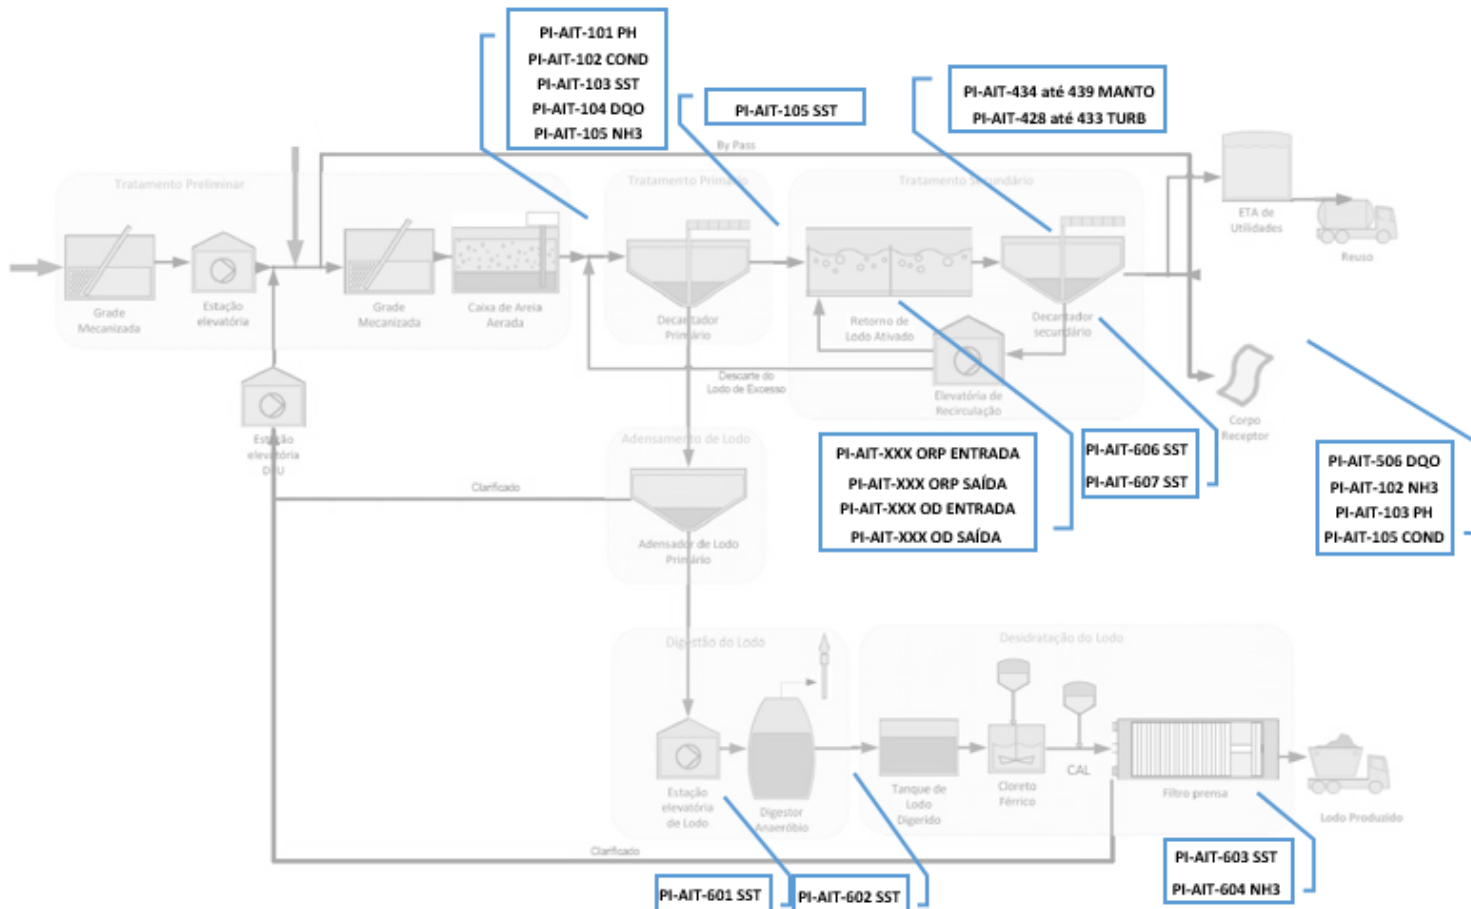 PI-AIT-101 PH
PI-AIT-102 COND
PI-AIT-103 SST
PI-AIT-104 DQO
PI-AIT-105 NH3
PI-AIT-105 SST
PI-AIT-434 até 439 MANTO
PI-AIT-428 até 433 TURB
By Pass
Tratamento Preliminar
Tratamento Primário
Tratamento Secundário
ETA de
Utilidades
Reuso
Grade
Mecanizada
Estação
elevatória
Grade
Mecanizada
Caixa de Areia
Aerada
Decantador
Primário
Retorno de
Lodo Ativado
Decantador
secundário
Descarte do
Lodo de Excesso
Elevatória de
Recirculação
Corpo
Receptor
Estação
elevatória
Adensamento de Lodo
PI-AIT-XXX ORP ENTRADA
PI-AIT-XXX ORP SAÍDA
PI-AIT-XXX OD ENTRADA
PI-AIT-XXX OD SAÍDA
PI-AIT-606 SST
PI-AIT-607 SST
PI-AIT-506 DQO
PI-AIT-102 NH3
PI-AIT-103 PH
PI-AIT-105 COND
Clarificado
Adensador de Lodo
Primário
Digestão do Lodo
Desidratação do Lodo
CAL
Estação
elevatória
de Lodo
Digestor
Anaeróbio
Tanque de
Lodo
Digerido
Cloreto
Férrico
Filtro prensa
Lodo Produzido
Clarificado
PI-AIT-601 SST
PI-AIT-602 SST
PI-AIT-603 SST
PI-AIT-604 NH3